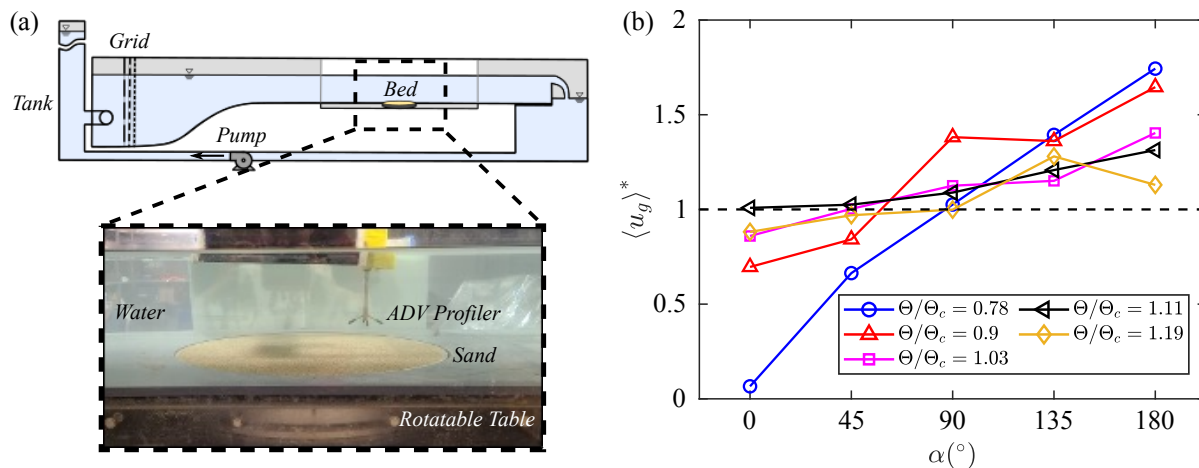 (a)
Grid
Tank
Bed
Pump
Water
ADV Profiler
Sand
Rotatable Table
(b)
2
1.5
1
0.5
0
⟨u_g⟩*
Θ/Θ_c = 0.78
Θ/Θ_c = 0.9
Θ/Θ_c = 1.03
Θ/Θ_c = 1.11
Θ/Θ_c = 1.19
0 45 90 135 180
α(°)